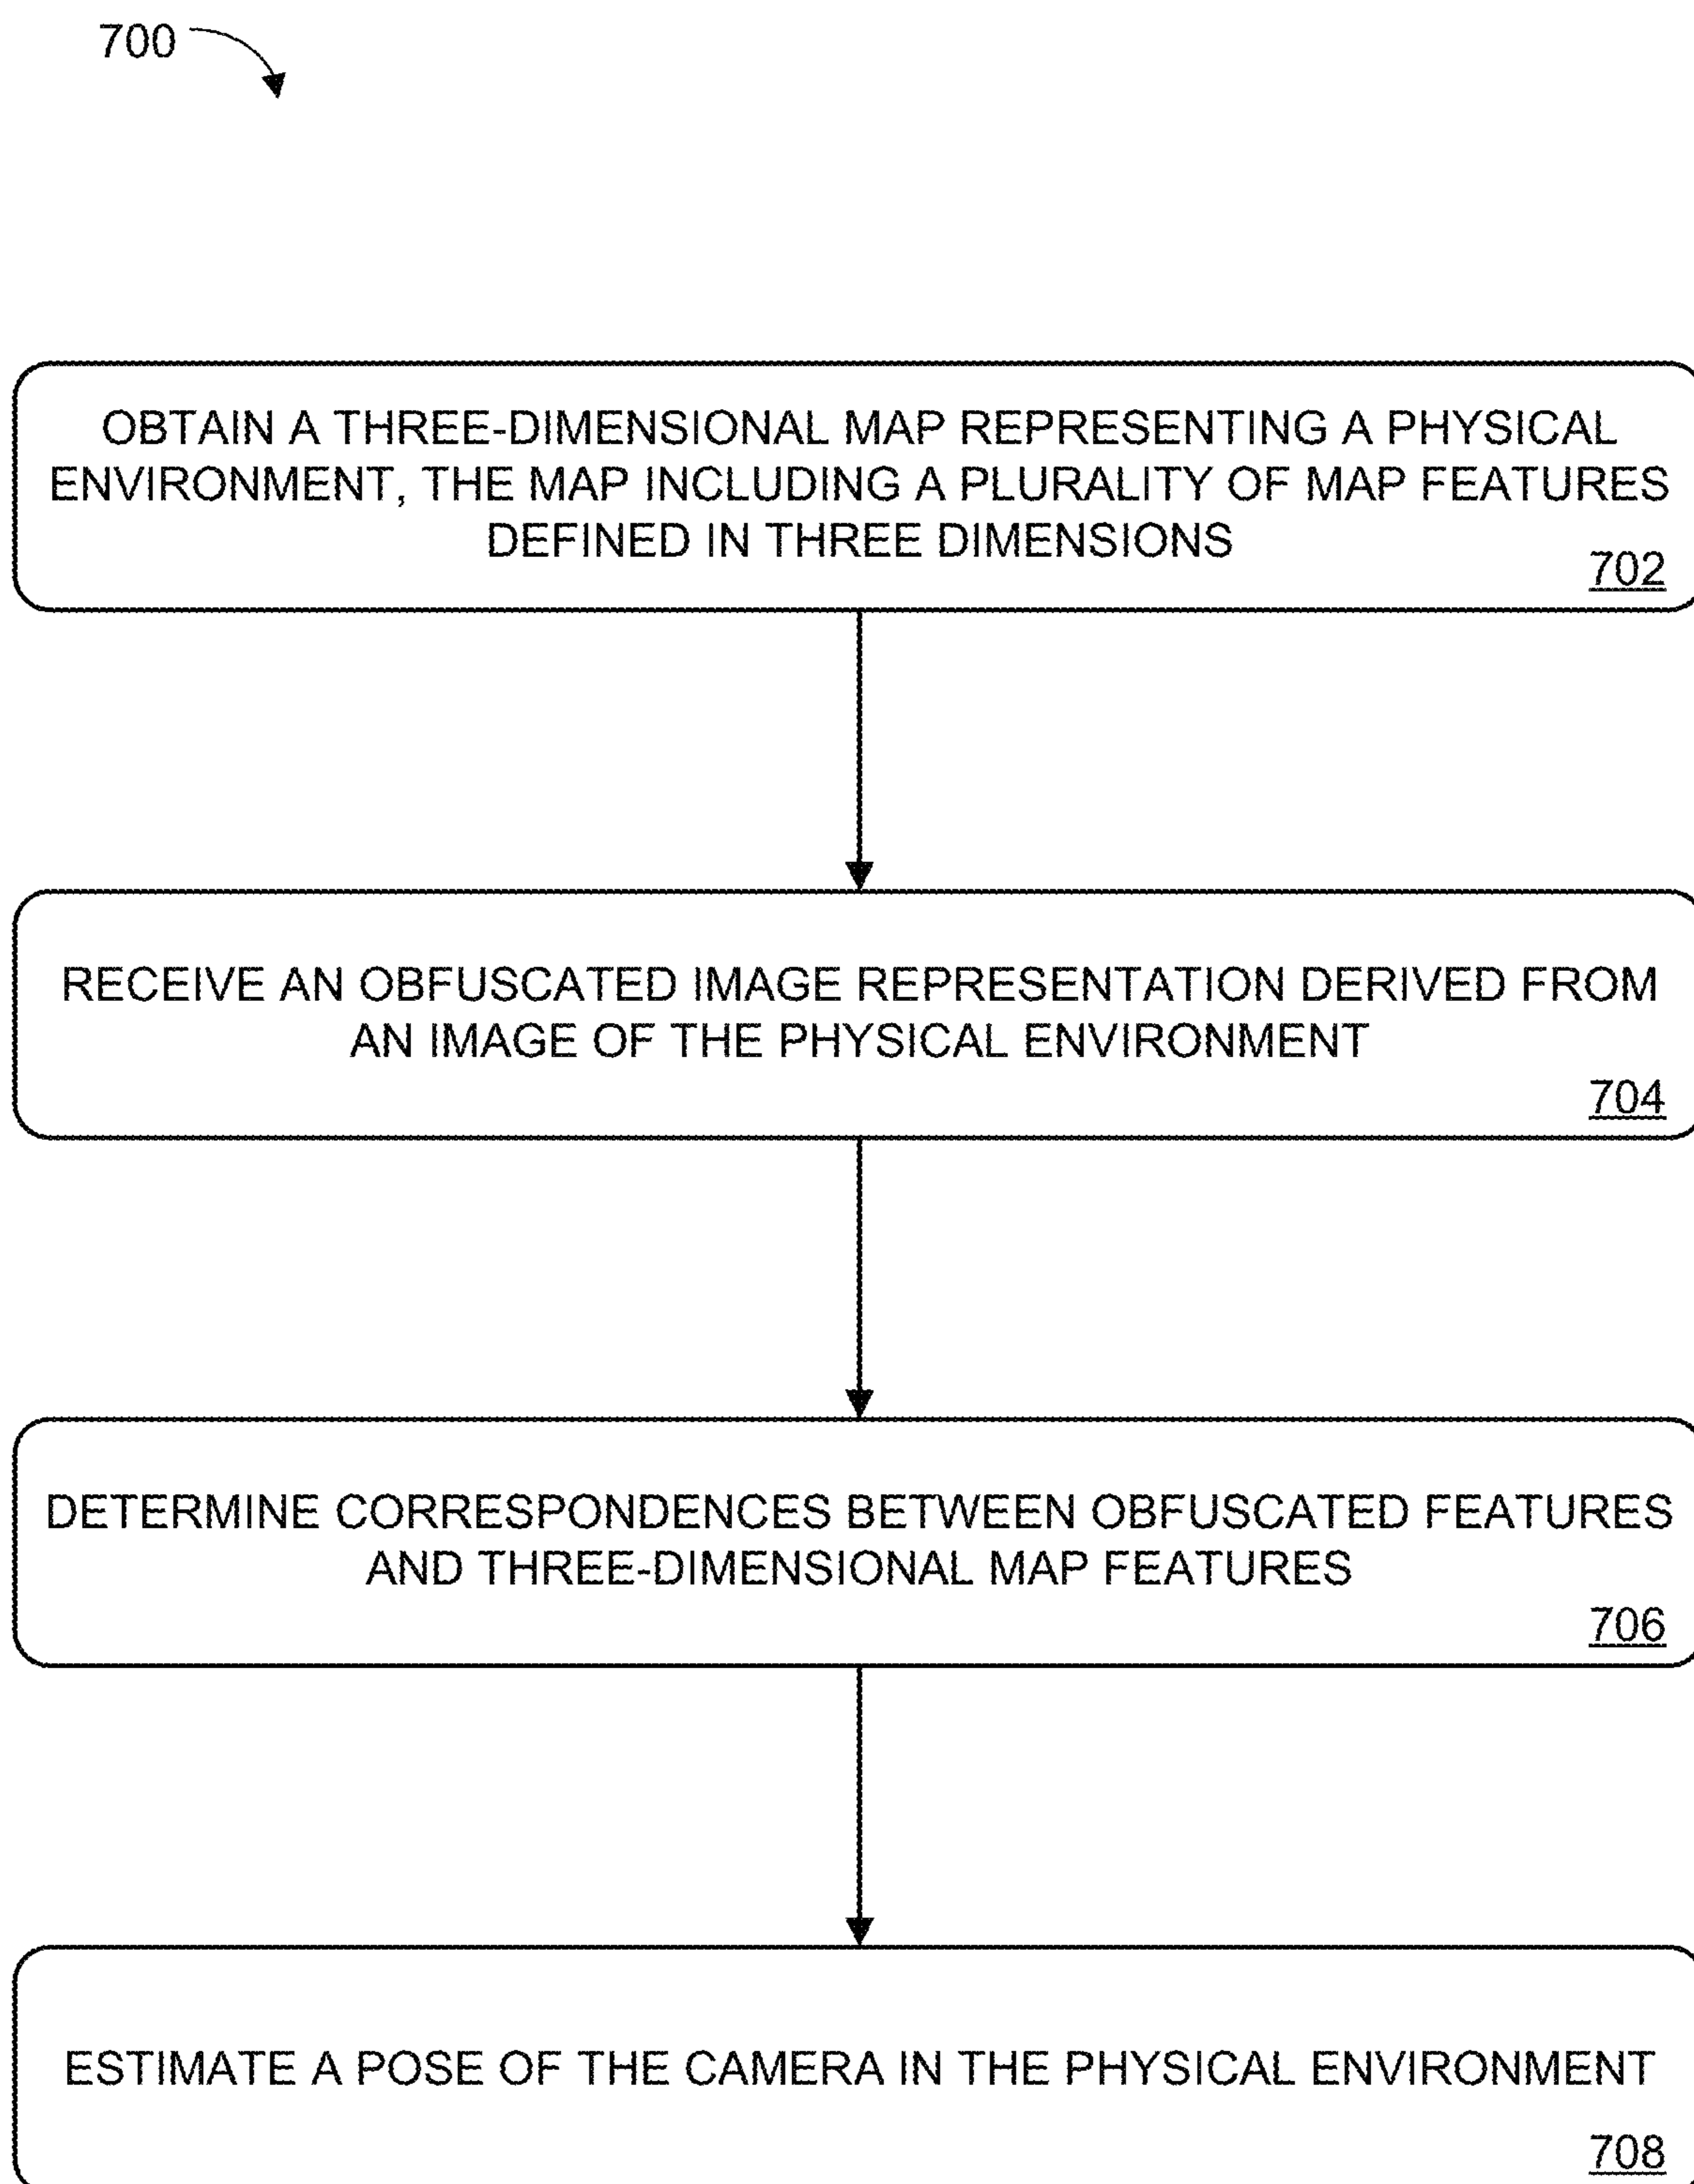 700
OBTAIN A THREE-DIMENSIONAL MAP REPRESENTING A PHYSICAL
ENVIRONMENT, THE MAP INCLUDING A PLURALITY OF MAP FEATURES
DEFINED IN THREE DIMENSIONS
702
RECEIVE AN OBFUSCATED IMAGE REPRESENTATION DERIVED FROM
AN IMAGE OF THE PHYSICAL ENVIRONMENT
704
DETERMINE CORRESPONDENCES BETWEEN OBFUSCATED FEATURES
AND THREE-DIMENSIONAL MAP FEATURES
706
ESTIMATE A POSE OF THE CAMERA IN THE PHYSICAL ENVIRONMENT
708